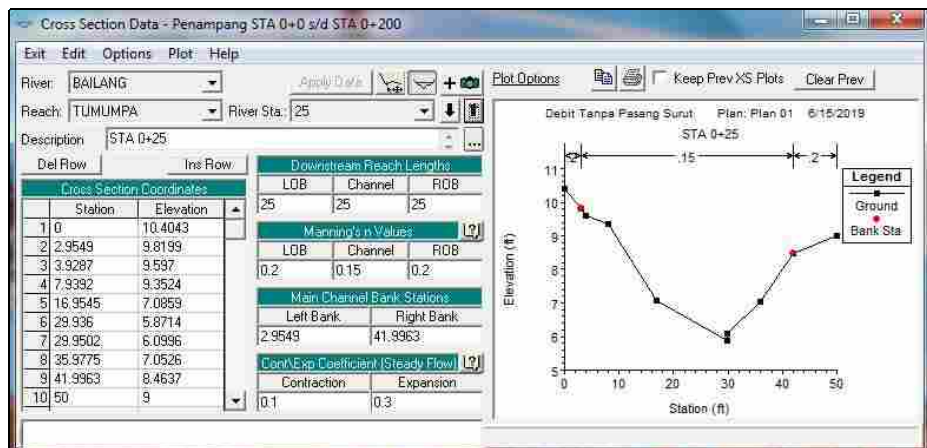 Cross Section Data - Penampang STA 0+0 s/d STA 0+200
Exit Edit Options Plot Help
River: BAILANG
Apply Data
Reach: TUMUMPA River Sta.: 25
Description STA 0+25
Del Row Ins Row
Cross Section Coordinates
Station Elevation
1 0 10.4043
2 2.9549 9.8199
3 3.9287 9.597
4 7.9392 9.3524
5 16.9545 7.0859
6 29.936 5.8714
7 29.9502 6.0996
8 35.9775 7.0526
9 41.9963 8.4637
10 50 9
Downstream Reach Lengths
LOB Channel ROB
25 25 25
Manning's n Values
LOB Channel ROB
0.2 0.15 0.2
Main Channel Bank Stations
Left Bank Right Bank
2.9549 41.9963
Cont\Exp Coefficient (Steady Flow)
Contraction Expansion
0.1 0.3
Plot Options Keep Prev XS Plots Clear Prev
Debit Tanpa Pasang Surut Plan: Plan 01 6/15/2019
STA 0+25
.15 .2
Legend
Ground
Bank Sta
Elevation (ft)
11
10
9
8
7
6
5
0 10 20 30 40 50
Station (ft)